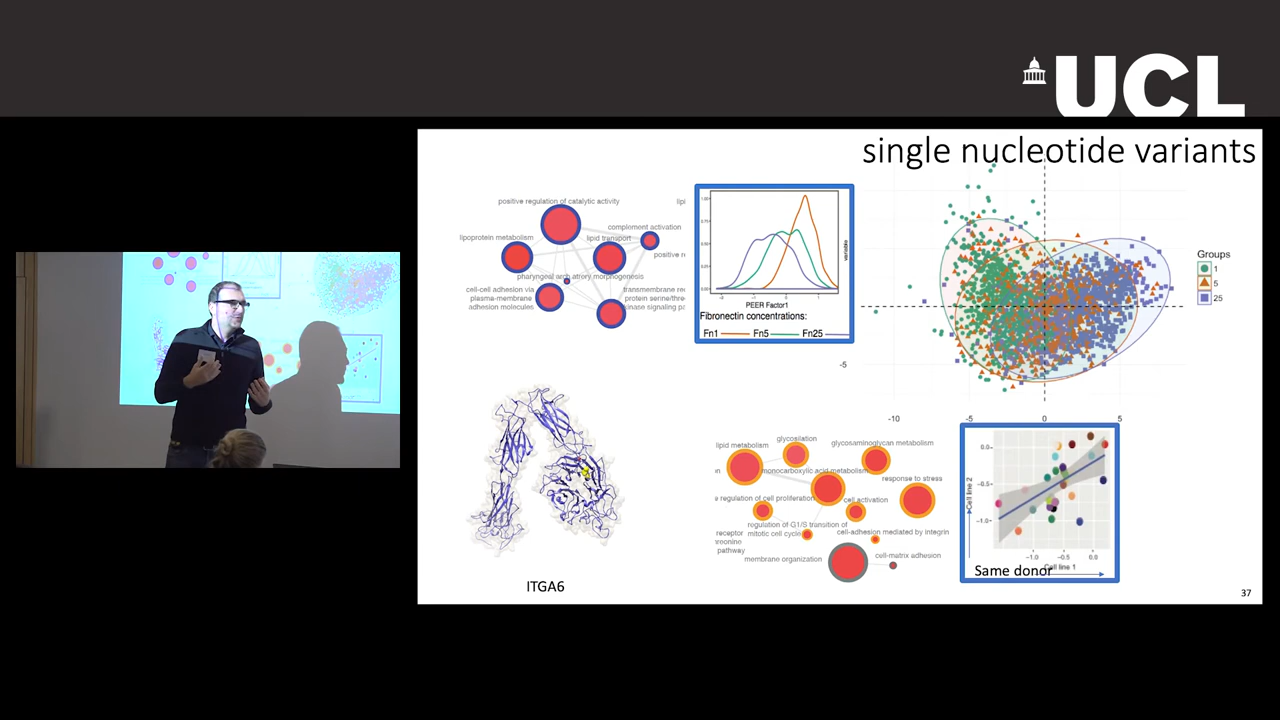 UCL
single nucleotide variants
positive regulation of catalytic activity
lipi
complement activation
lipoprotein metabolism
lipid transport
positive re
pharyngeal arch artery morphogenesis
cell-cell adhesion via
plasma-membrane
adhesion molecules
transmembrane rec
protein serine/thre
kinase signaling pa
PEER Factor1
variable
Fibronectin concentrations:
Fn1
Fn5
Fn25
Groups
1
5
25
-5
-10
-5
0
5
ITGA6
lipid metabolism
glycosilation
glycosaminoglycan metabolism
monocarboxylic acid metabolism
response to stress
e regulation of cell proliferation
cell activation
regulation of G1/S transition of
mitotic cell cycle
cell-adhesion mediated by integrin
receptor
pathway
membrane organization
cell-matrix adhesion
0.0
-0.5
-1.0
Cell line 2
-1.0
-0.5
0.0
Cell line 1
Same donor
37